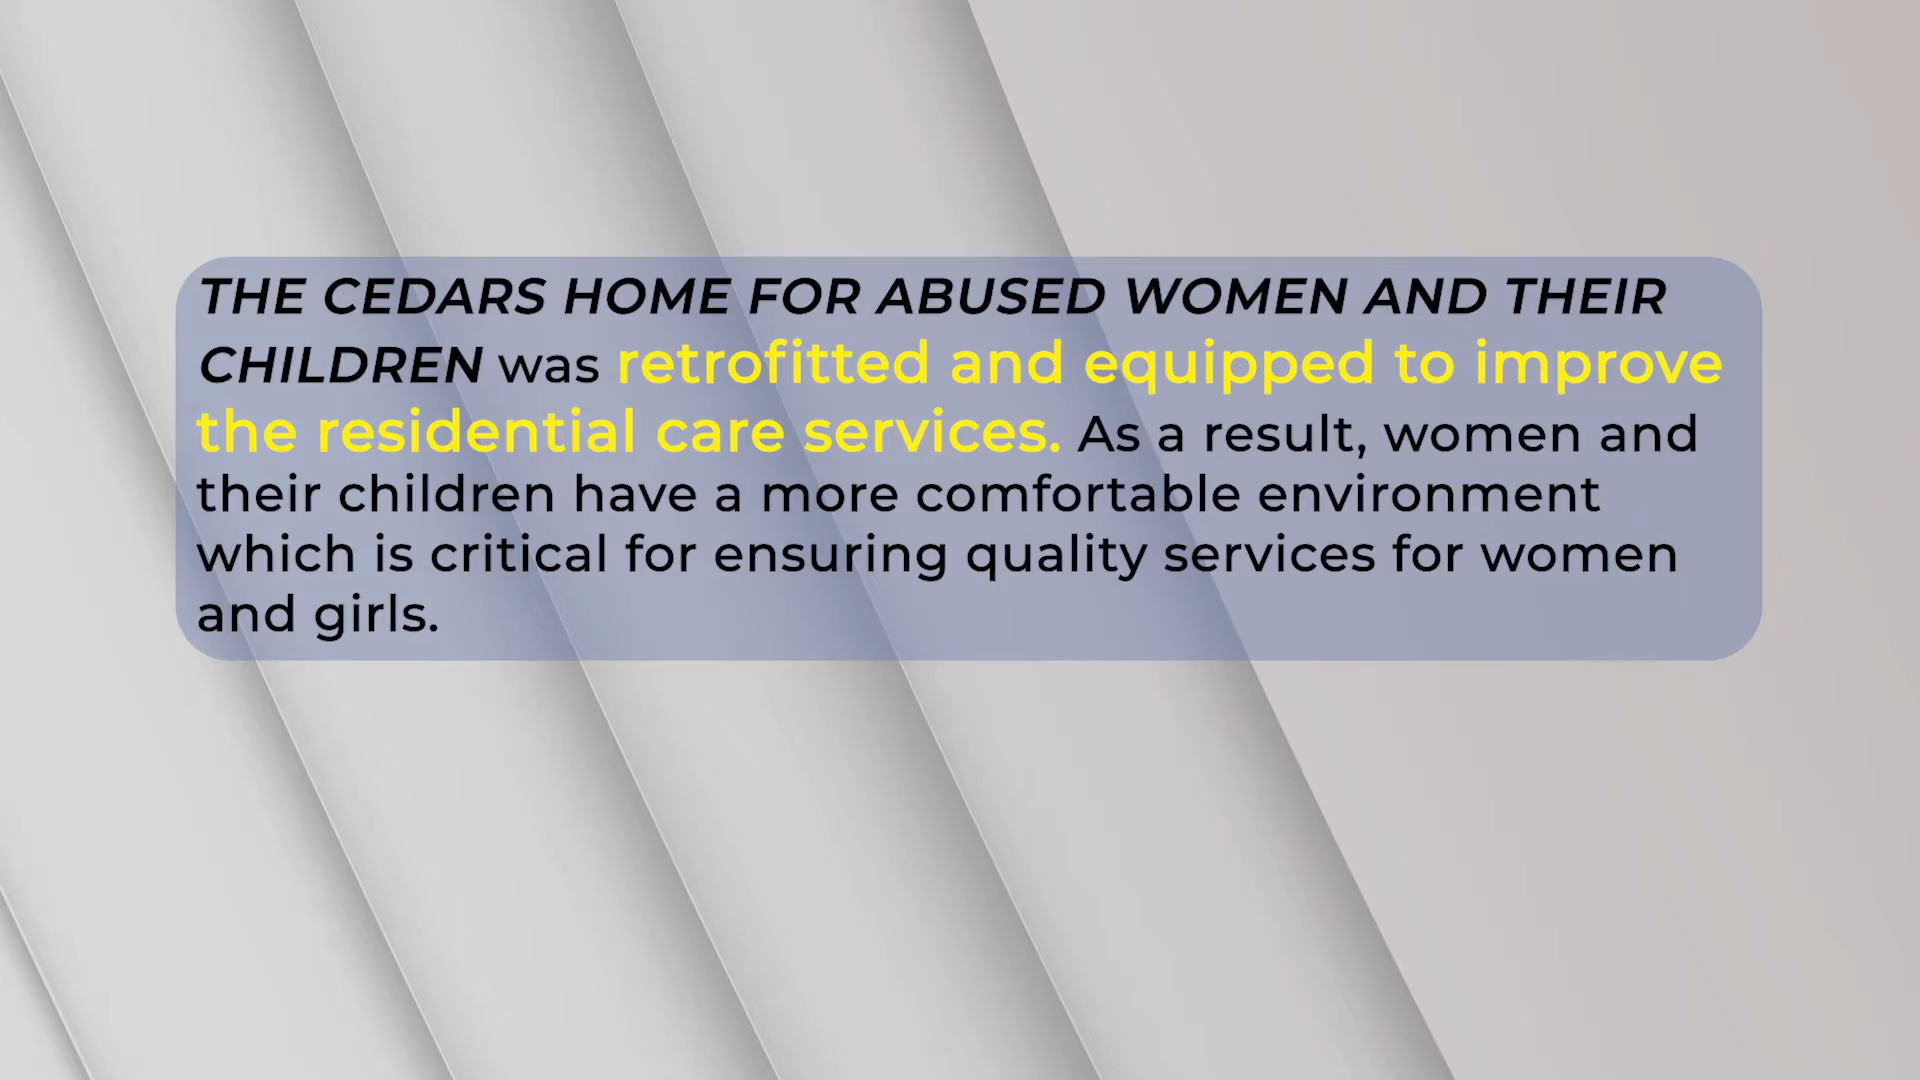 THE CEDARS HOME FOR ABUSED WOMEN AND THEIR
CHILDREN was retrofitted and equipped to improve
the residential care services. As a result, women and
their children have a more comfortable environment
which is critical for ensuring quality services for women
and girls.